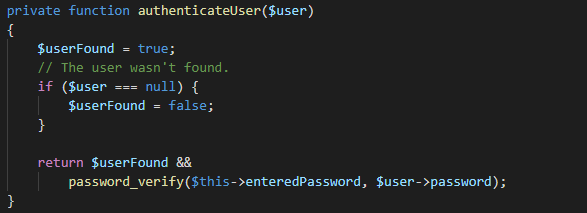 private function authenticateUser($user)
{
    $userFound = true;
    // The user wasn't found.
    if ($user === null) {
        $userFound = false;
    }

    return $userFound &&
        password_verify($this->enteredPassword, $user->password);
}